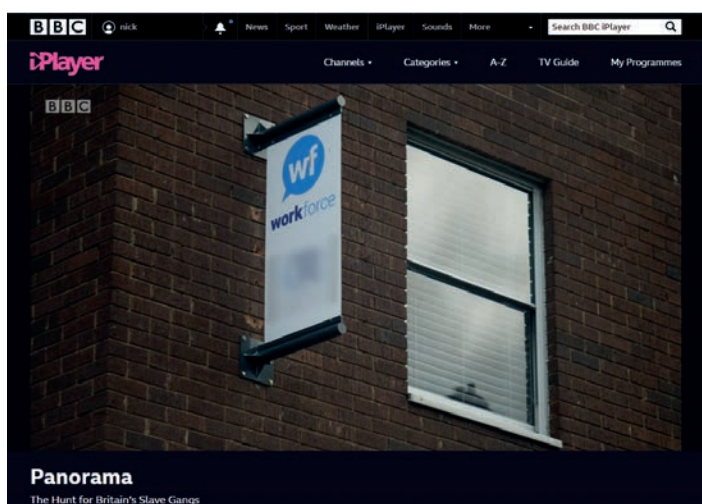 BBC nick News Sport Weather iPlayer Sounds More Search BBC iPlayer
iPlayer Channels Categories A-Z TV Guide My Programmes
BBC
wf
workforce
Panorama
The Hunt for Britain's Slave Gangs